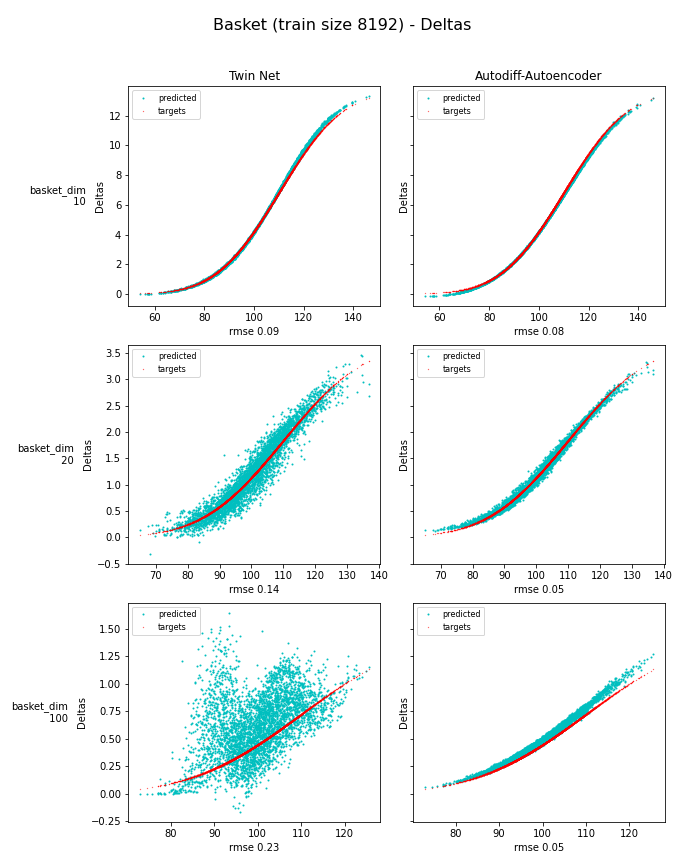 Basket (train size 8192) - Deltas
Twin Net
Autodiff-Autoencoder
basket_dim
10
Deltas
predicted
targets
12
10
8
6
4
2
0
60 80 100 120 140
rmse 0.09
Deltas
predicted
targets
60 80 100 120 140
rmse 0.08
basket_dim
20
Deltas
predicted
targets
3.5
3.0
2.5
2.0
1.5
1.0
0.5
0.0
−0.5
70 80 90 100 110 120 130 140
rmse 0.14
Deltas
predicted
targets
70 80 90 100 110 120 130 140
rmse 0.05
basket_dim
100
Deltas
predicted
targets
1.50
1.25
1.00
0.75
0.50
0.25
0.00
−0.25
80 90 100 110 120
rmse 0.23
Deltas
predicted
targets
80 90 100 110 120
rmse 0.05